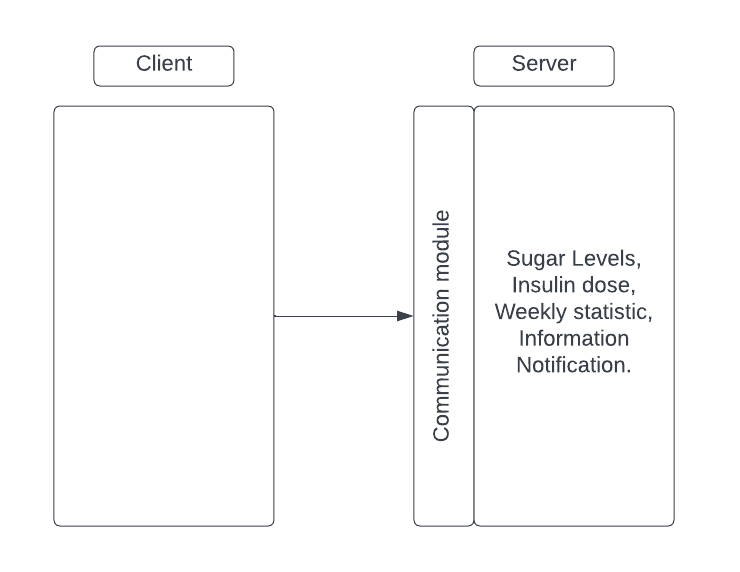 Client
Server
Communication module
Sugar Levels,
Insulin dose,
Weekly statistic,
Information
Notification.